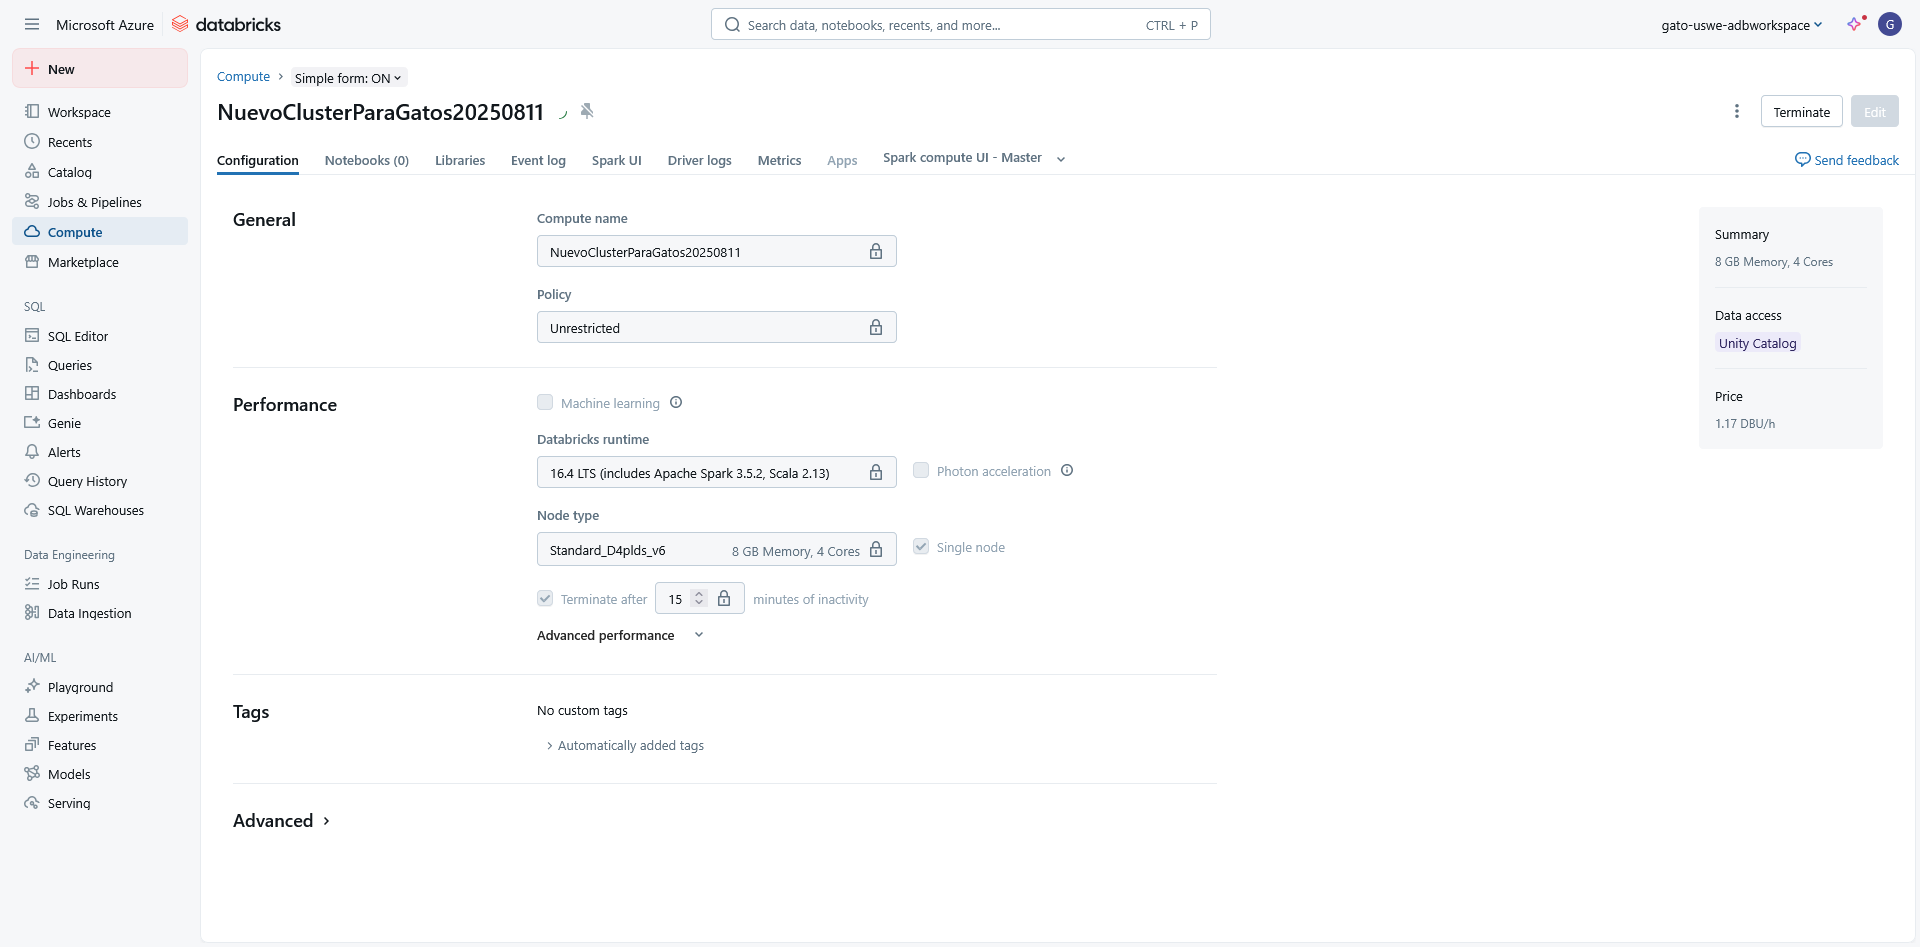 Microsoft Azure
databricks
Search data, notebooks, recents, and more...
CTRL + P
gato-uswe-adbworkspace
G
New
Workspace
Recents
Catalog
Jobs & Pipelines
Compute
Marketplace
SQL
SQL Editor
Queries
Dashboards
Genie
Alerts
Query History
SQL Warehouses
Data Engineering
Job Runs
Data Ingestion
AI/ML
Playground
Experiments
Features
Models
Serving
Compute
Simple form: ON
NuevoClusterParaGatos20250811
Terminate
Edit
Configuration
Notebooks (0)
Libraries
Event log
Spark UI
Driver logs
Metrics
Apps
Spark compute UI - Master
Send feedback
General
Compute name
NuevoClusterParaGatos20250811
Policy
Unrestricted
Performance
Machine learning
Databricks runtime
16.4 LTS (includes Apache Spark 3.5.2, Scala 2.13)
Photon acceleration
Node type
Standard_D4plds_v6
8 GB Memory, 4 Cores
Single node
Terminate after
15
minutes of inactivity
Advanced performance
Tags
No custom tags
Automatically added tags
Advanced
Summary
8 GB Memory, 4 Cores
Data access
Unity Catalog
Price
1.17 DBU/h